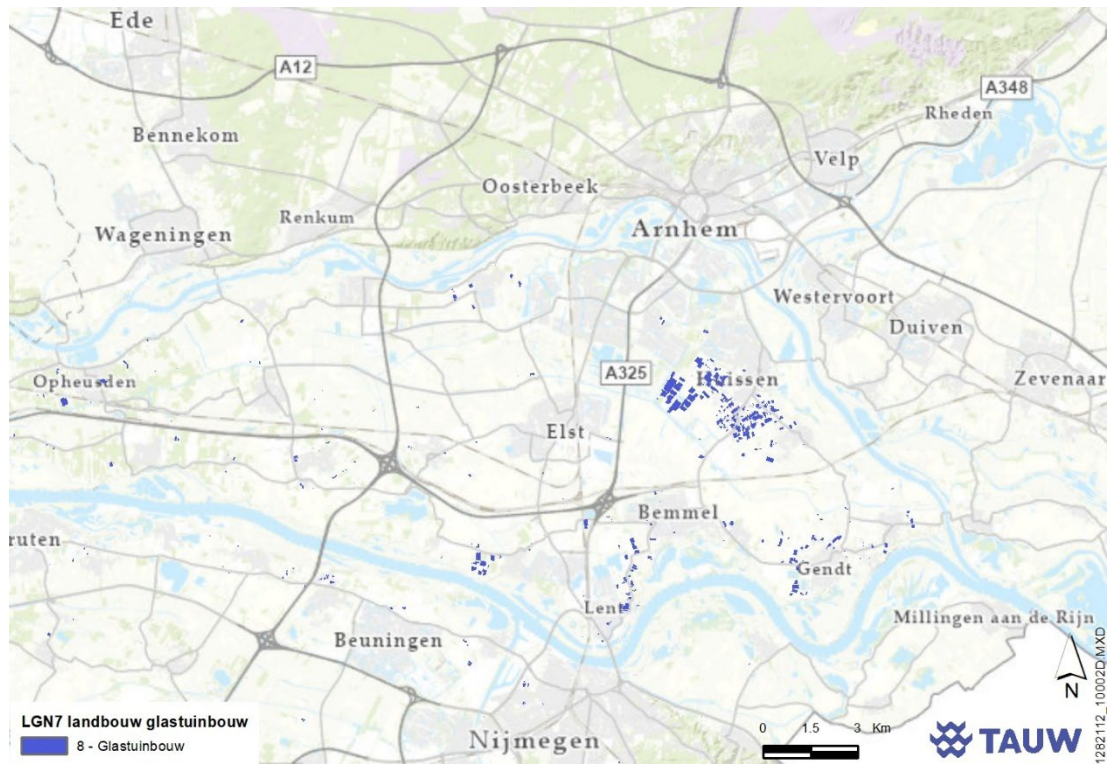 Ede
A12
A348
Rheden
Bennekom
Velp
Oosterbeek
Renkum
Wageningen
Arnhem
Westervoort
Duiven
A325
Huissen
Opheusden
Zevenaar
Elst
Bemmel
ruten
Gendt
Lent
Millingen aan de Rijn
Beuningen
N
LGN7 landbouw glastuinbouw
8 - Glastuinbouw
0 1.5 3 Km
Nijmegen
TAUW
1282112_10002D.MXD